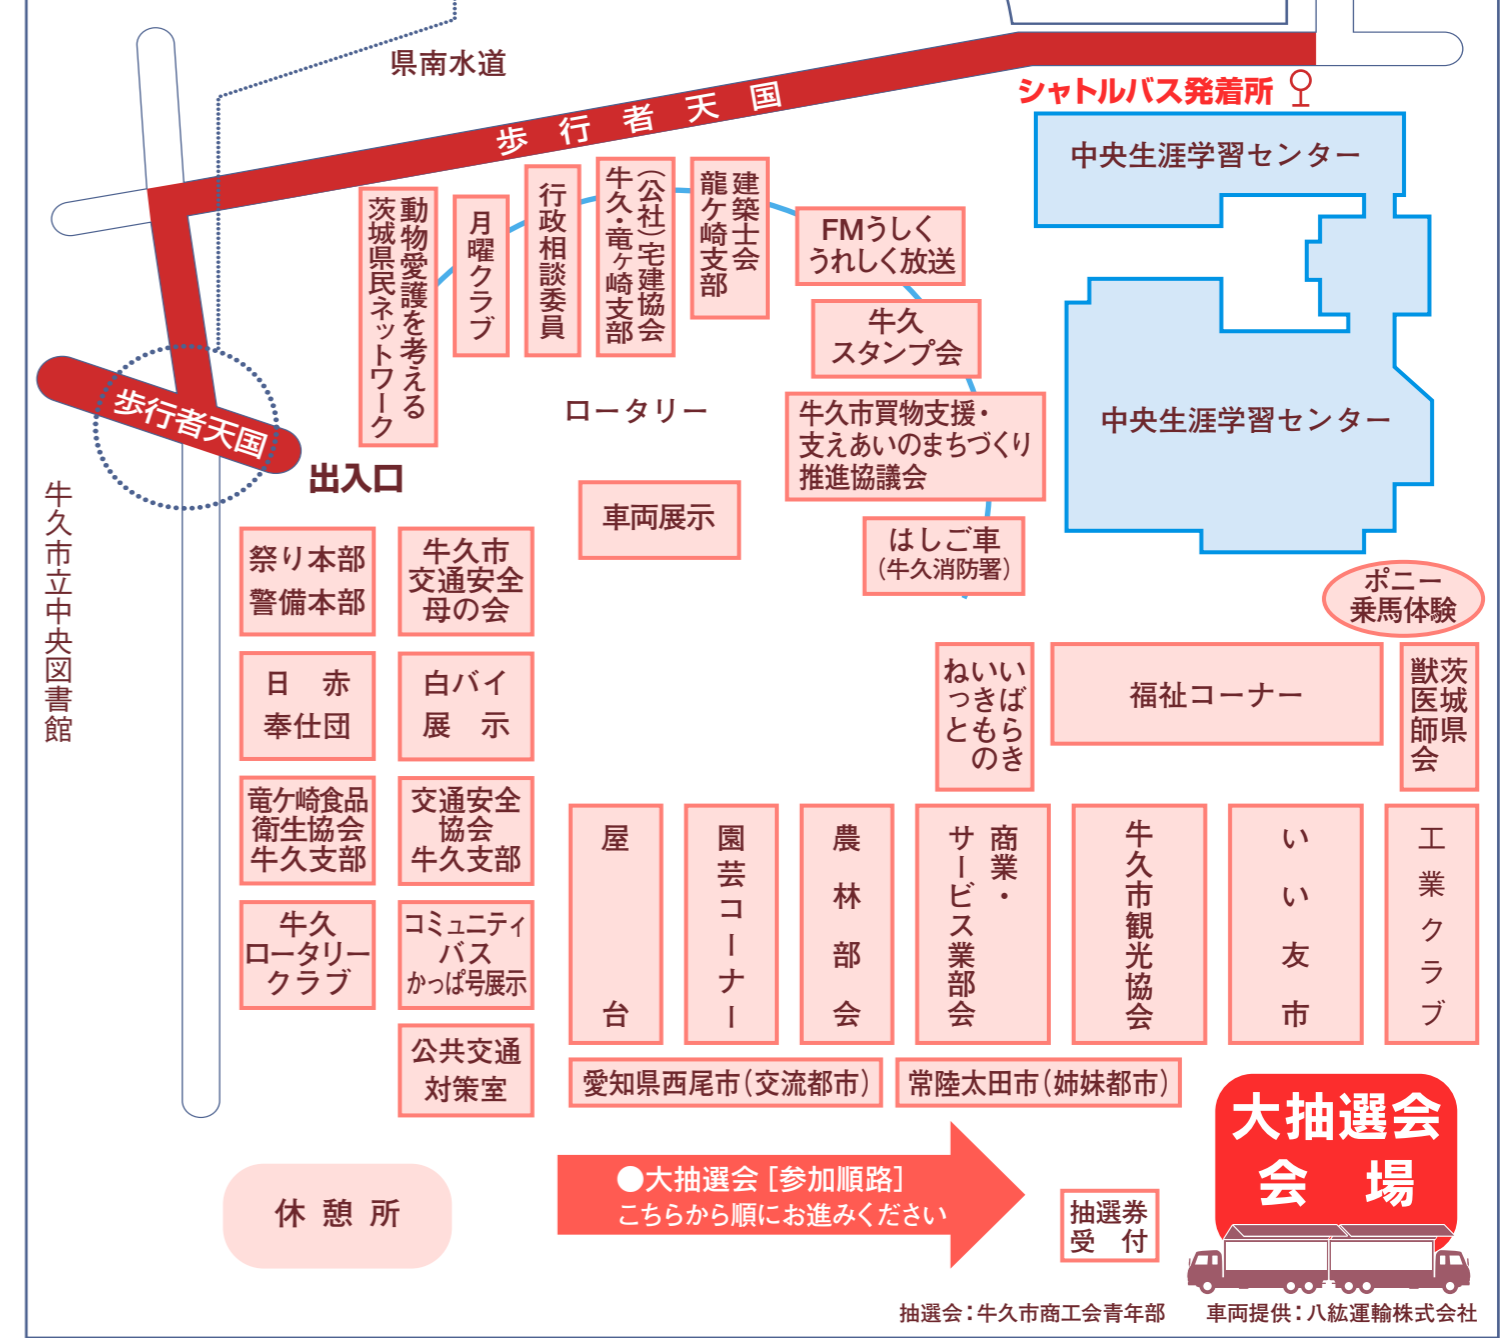 県南水道
歩行者天国
シャトルバス発着所
中央生涯学習センター
動物愛護を考える
茨城県民ネットワーク
月曜クラブ
行政相談委員
(公社)宅建協会
牛久・竜ヶ崎支部
建築士会
龍ケ崎支部
FMうしく
うれしく放送
牛久
スタンプ会
牛久市買物支援・
支えあいのまちづくり
推進協議会
はしご車
(牛久消防署)
中央生涯学習センター
ロータリー
車両展示
歩行者天国
出入口
牛久市立中央図書館
祭り本部
警備本部
牛久市
交通安全
母の会
日 赤
奉仕団
白バイ
展 示
竜ケ崎食品
衛生協会
牛久支部
交通安全
協会
牛久支部
牛久
ロータリー
クラブ
コミュニティ
バス
かっぱ号展示
公共交通
対策室
ポニー
乗馬体験
いばらき
いきもの
ねっと
福祉コーナー
茨城県
獣医師会
屋台
園芸コーナー
農林部会
商業・
サービス業部会
牛久市観光協会
いい友市
工業クラブ
愛知県西尾市(交流都市)
常陸太田市(姉妹都市)
大抽選会
会 場
●大抽選会[参加順路]
こちらから順にお進みください
抽選券
受 付
休憩所
抽選会:牛久市商工会青年部
車両提供:八紘運輸株式会社